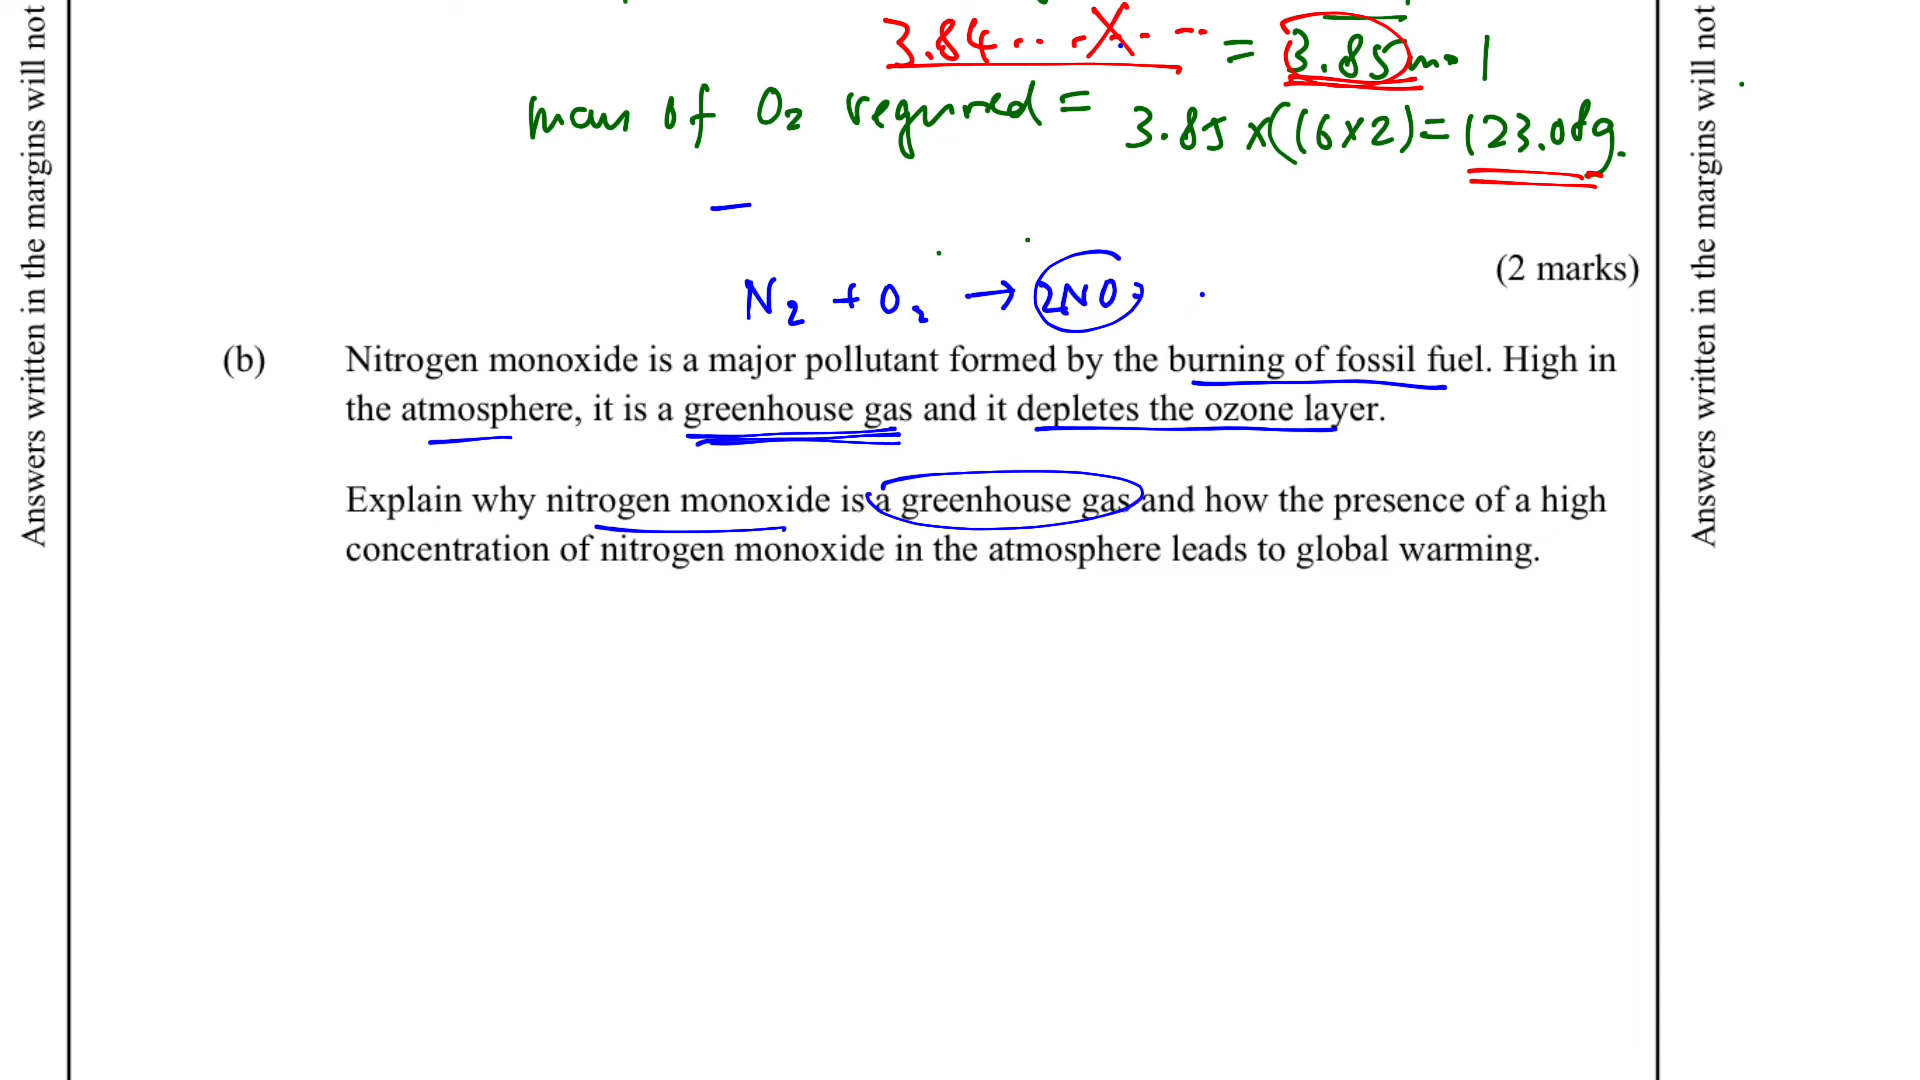 3.84 = 3.85 mol
mass of O2 required = 3.85 x (16x2) = 123.08g.
(2 marks)
N2 + O2 → 2NO
(b) Nitrogen monoxide is a major pollutant formed by the burning of fossil fuel. High in
the atmosphere, it is a greenhouse gas and it depletes the ozone layer.
Explain why nitrogen monoxide is a greenhouse gas and how the presence of a high
concentration of nitrogen monoxide in the atmosphere leads to global warming.
Answers written in the margins will not
Answers written in the margins will not